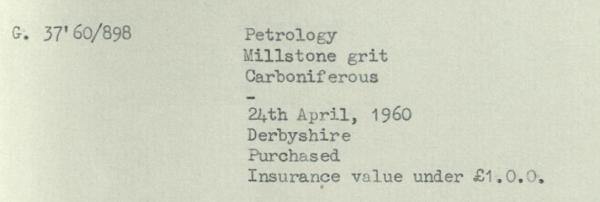 G. 37'60/898 Petrology
Millstone grit
Carboniferous
-
24th April, 1960
Derbyshire
Purchased
Insurance value under £1.0.0.